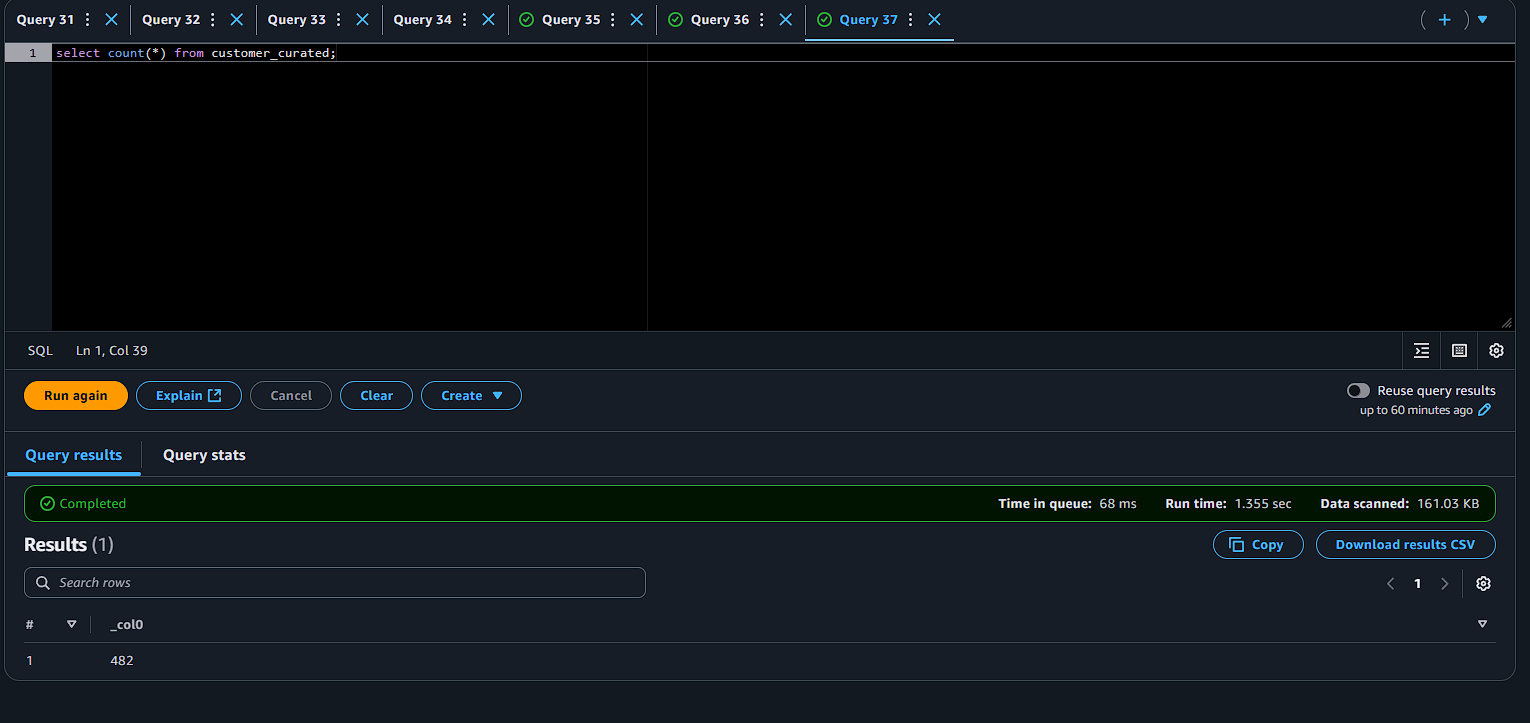 Query 31 Query 32 Query 33 Query 34 Query 35 Query 36 Query 37
1 select count(*) from customer_curated;
SQL Ln 1, Col 39
Run again Explain Cancel Clear Create Reuse query results
up to 60 minutes ago
Query results Query stats
Completed Time in queue: 68 ms Run time: 1.355 sec Data scanned: 161.03 KB
Results (1) Copy Download results CSV
Search rows 1
# _col0
1 482